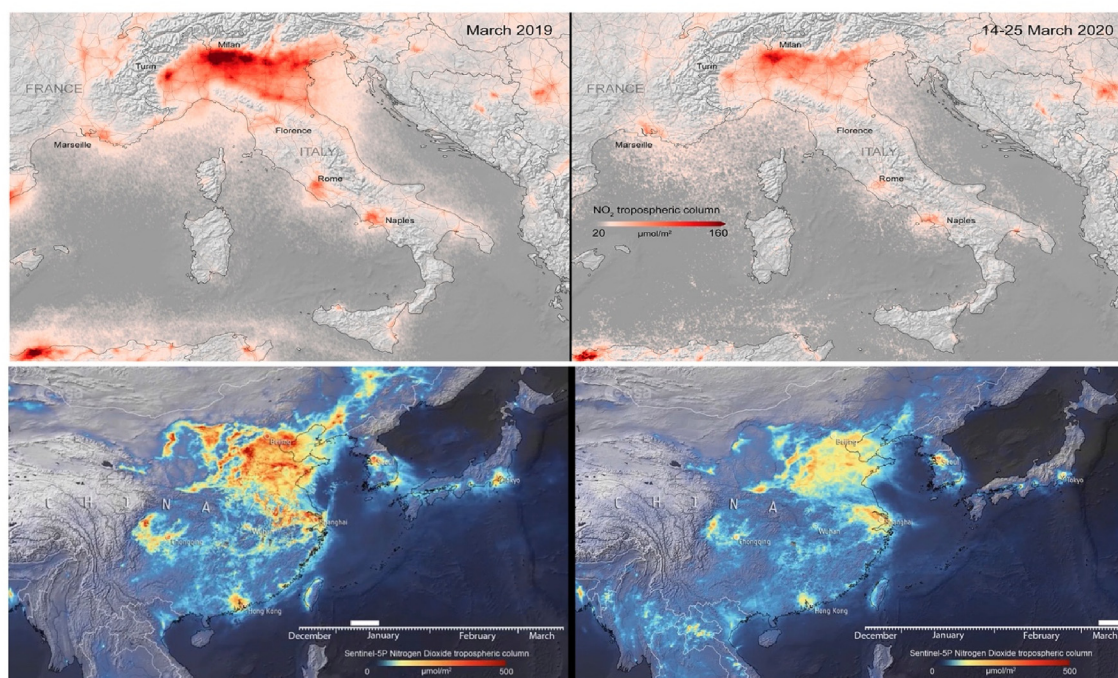 March 2019
Milan
Turin
FRANCE
Florence
Marseille
ITALY
Rome
Naples
14-25 March 2020
Milan
Turin
FRANCE
Florence
Marseille
ITALY
Rome
NO₂ tropospheric column
Naples
20 µmol/m² 160
Beijing
Seoul
Tokyo
C H I N A
Shanghai
Wuhan
Chongqing
Hong Kong
December January February March
Sentinel-5P Nitrogen Dioxide tropospheric column
0 µmol/m² 500
Beijing
Seoul
Tokyo
C H I N A
Shanghai
Wuhan
Chongqing
Hong Kong
December January February March
Sentinel-5P Nitrogen Dioxide tropospheric column
0 µmol/m² 500